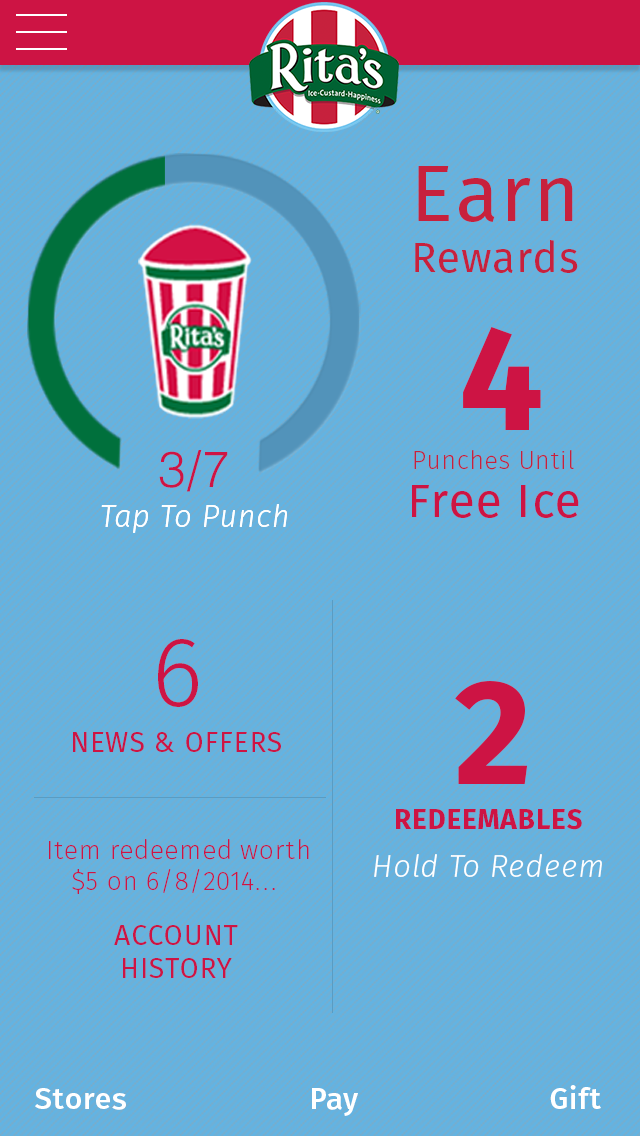 Rita's
Ice-Custard-Happiness
Earn
Rewards
Rita's
3/7
Tap To Punch
4
Punches Until
Free Ice
6
NEWS & OFFERS
2
REDEEMABLES
Hold To Redeem
Item redeemed worth
$5 on 6/8/2014...
ACCOUNT
HISTORY
Stores
Pay
Gift